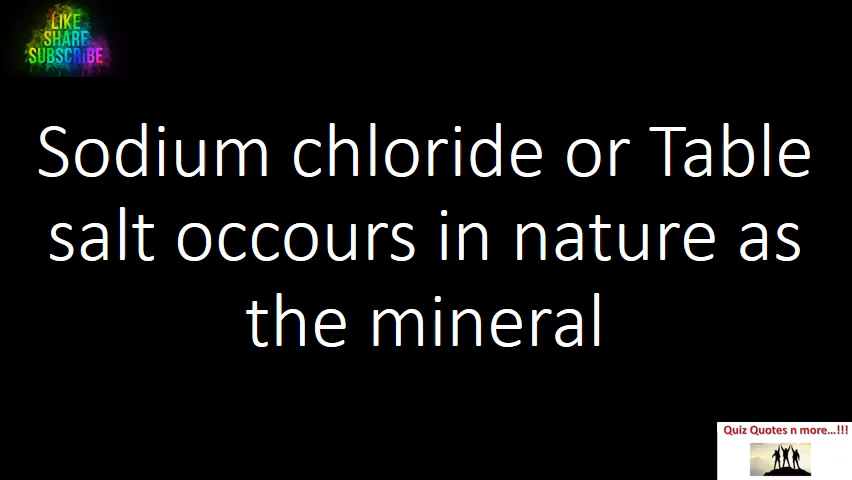 LIKE
SHARE
SUBSCRIBE
Sodium chloride or Table
salt occours in nature as
the mineral
Quiz Quotes n more...!!!